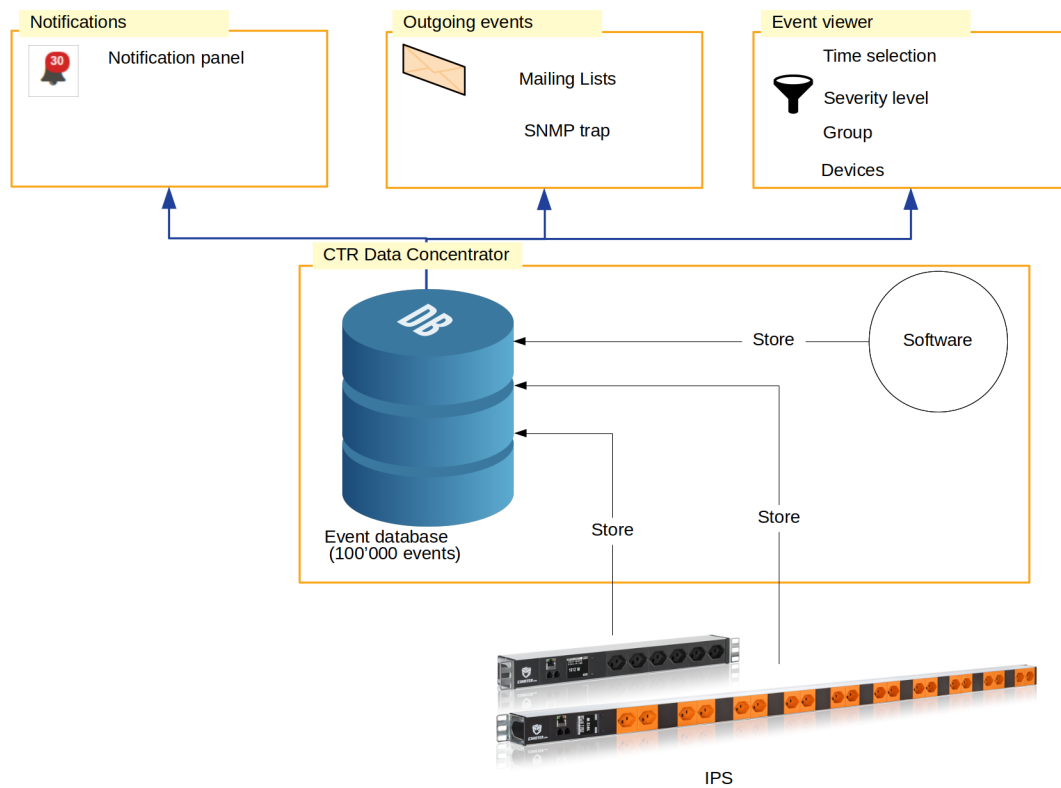 Notifications
30
Notification panel
Outgoing events
Mailing Lists
SNMP trap
Event viewer
Time selection
Severity level
Group
Devices
CTR Data Concentrator
DB
Store
Software
Store
Store
Event database
(100'000 events)
IPS